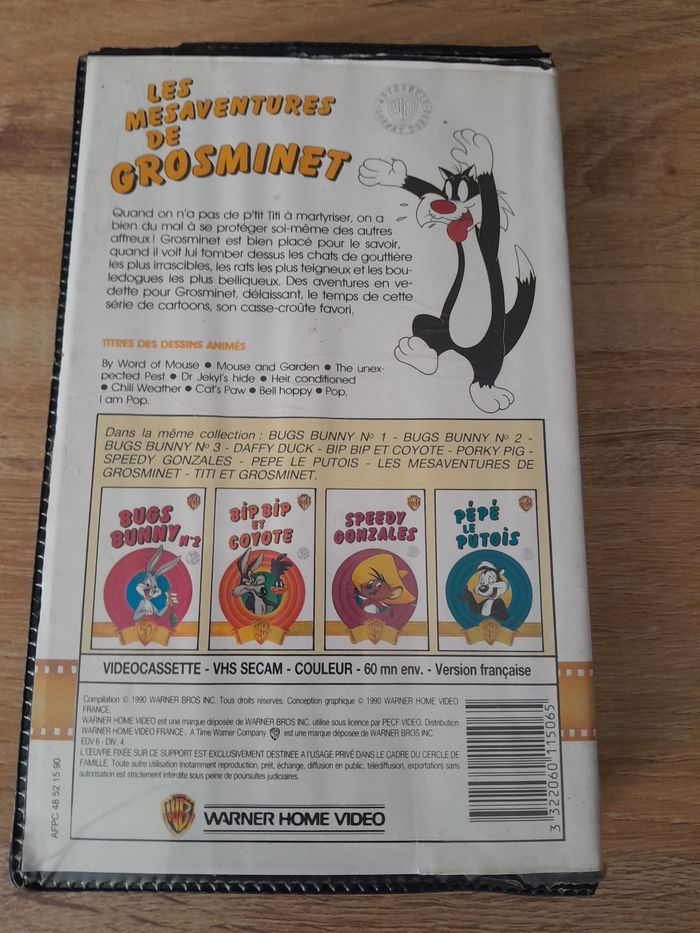 LES
MESAVENTURES
DE
GROSMINET
Quand on n'a pas de p'tit Titi à martyriser, on a
bien du mal à se protéger soi-même des autres
affreux! Grosminet est bien placé pour le savoir,
quand il voit lui tomber dessus les chats de gouttière
les plus irrascibles, les rats les plus teigneux et les bou-
ledogues les plus belliqueux. Des aventures en ve-
dette pour Grosminet, délaissant, le temps de cette
série de cartoons, son casse-croûte favori.
TITRES DES DESSINS ANIMÉS
By Word of Mouse ● Mouse and Garden ● The unex-
pected Pest ● Dr Jekyl's hide ● Heir conditioned
● Chili Weather ● Cat's Paw ● Bell hoppy ● Pop,
I am Pop.
Dans la même collection : BUGS BUNNY Nº 1 - BUGS BUNNY Nº 2 -
BUGS BUNNY Nº 3 - DAFFY DUCK - BIP BIP ET COYOTE - PORKY PIG -
SPEEDY GONZALES - PEPE LE PUTOIS - LES MESAVENTURES DE
GROSMINET - TITI ET GROSMINET.
BUGS
BUNNY Nº2
BIP BIP
ET
COYOTE
SPEEDY
GONZALES
PÉPÉ
LE
PUTOIS
VIDEOCASSETTE - VHS SECAM - COULEUR - 60 mn env. - Version française
Compilation © 1990 WARNER BROS INC. Tous droits réservés. Conception graphique © 1990 WARNER HOME VIDEO
FRANCE.
WARNER HOME VIDEO est une marque déposée de WARNER BROS INC. utilisé sous licence par PECF VIDEO. Distribution
WARNER HOME VIDEO FRANCE. A Time Warner Company WB est une marque déposée de WARNER BROS INC.
EDV 6 - DIV. 4.
L'ŒUVRE FIXÉE SUR CE SUPPORT EST EXCLUSIVEMENT DESTINEE A l'USAGE PRIVÉ DANS LE CADRE DU CERCLE DE
FAMILLE. Toute autre utilisation (notamment reproduction, prêt, échange, diffusion en public, télédiffusion, exportation) sans
autorisation est strictement interdite sous peine de poursuites judiciaires.
WB WARNER HOME VIDEO
3 322060 115065
AFPC 48 52 15 90